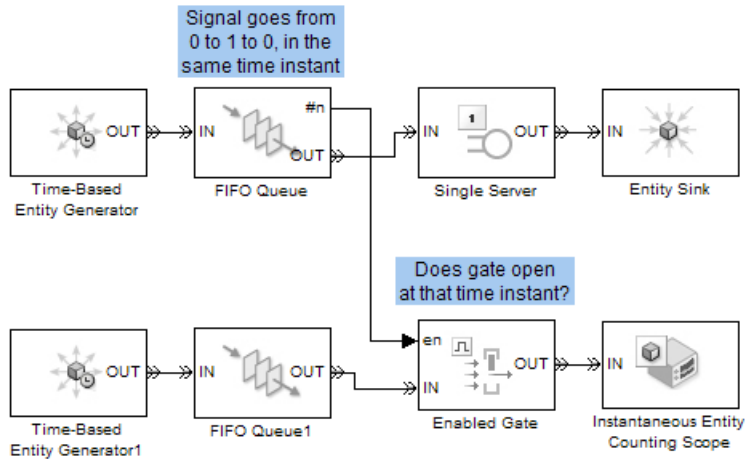 Signal goes from
0 to 1 to 0, in the
same time instant
OUT
Time-Based
Entity Generator
IN
#n
OUT
FIFO Queue
IN
1
OUT
Single Server
IN
Entity Sink
Does gate open
at that time instant?
OUT
Time-Based
Entity Generator1
IN
OUT
FIFO Queue1
en
IN
OUT
Enabled Gate
IN
Instantaneous Entity
Counting Scope